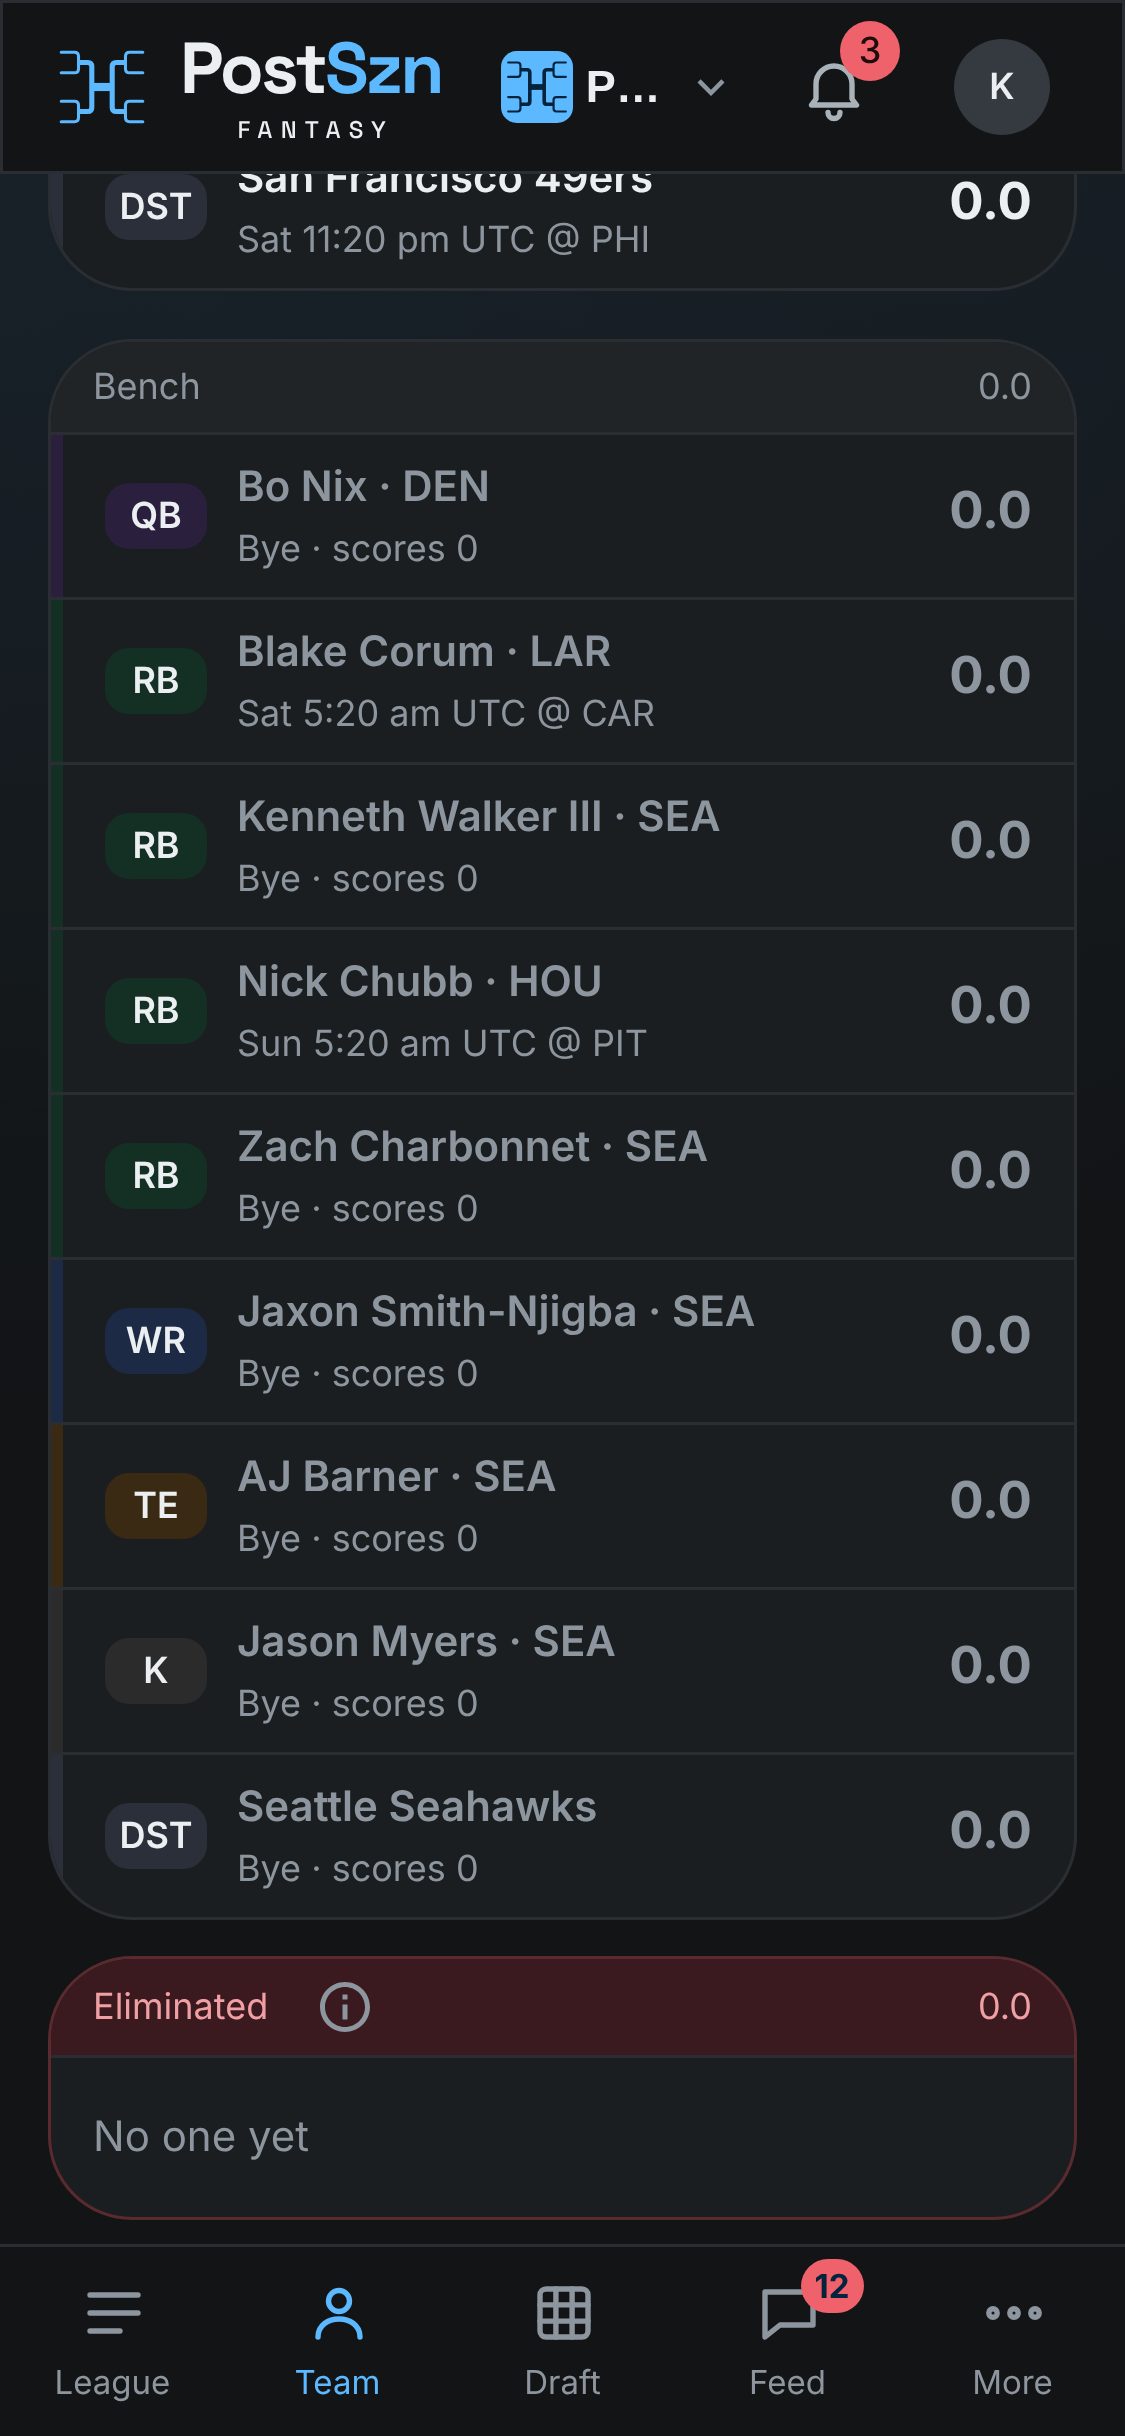 PostSzn
FANTASY
P...
3
K
DST
San Francisco 49ers
Sat 11:20 pm UTC @ PHI
0.0
Bench
0.0
QB
Bo Nix · DEN
Bye · scores 0
0.0
RB
Blake Corum · LAR
Sat 5:20 am UTC @ CAR
0.0
RB
Kenneth Walker III · SEA
Bye · scores 0
0.0
RB
Nick Chubb · HOU
Sun 5:20 am UTC @ PIT
0.0
RB
Zach Charbonnet · SEA
Bye · scores 0
0.0
WR
Jaxon Smith-Njigba · SEA
Bye · scores 0
0.0
TE
AJ Barner · SEA
Bye · scores 0
0.0
K
Jason Myers · SEA
Bye · scores 0
0.0
DST
Seattle Seahawks
Bye · scores 0
0.0
Eliminated
0.0
No one yet
League
Team
Draft
12
Feed
More